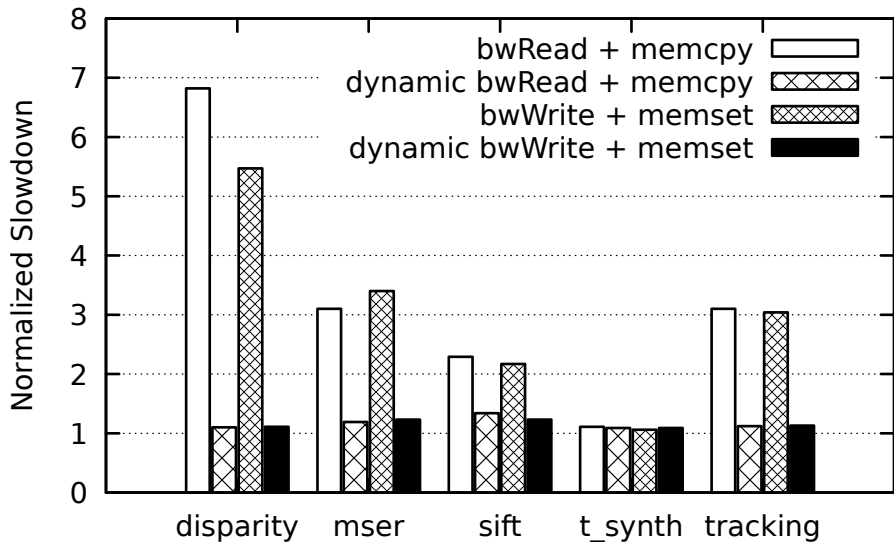 8
7
6
5
4
3
2
1
0
Normalized Slowdown
bwRead + memcpy
dynamic bwRead + memcpy
bwWrite + memset
dynamic bwWrite + memset
disparity mser sift t_synth tracking